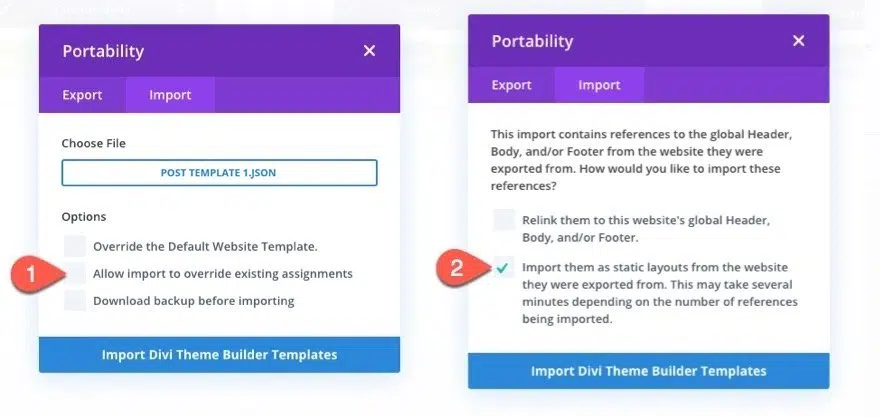 Portability
Export
Import
Choose File
POST TEMPLATE 1.JSON
Options
Override the Default Website Template.
1
Allow import to override existing assignments
Download backup before importing
Import Divi Theme Builder Templates
Portability
Export
Import
This import contains references to the global Header,
Body, and/or Footer from the website they were
exported from. How would you like to import these
references?
Relink them to this website's global Header,
Body, and/or Footer.
2
Import them as static layouts from the website
they were exported from. This may take several
minutes depending on the number of references
being imported.
Import Divi Theme Builder Templates